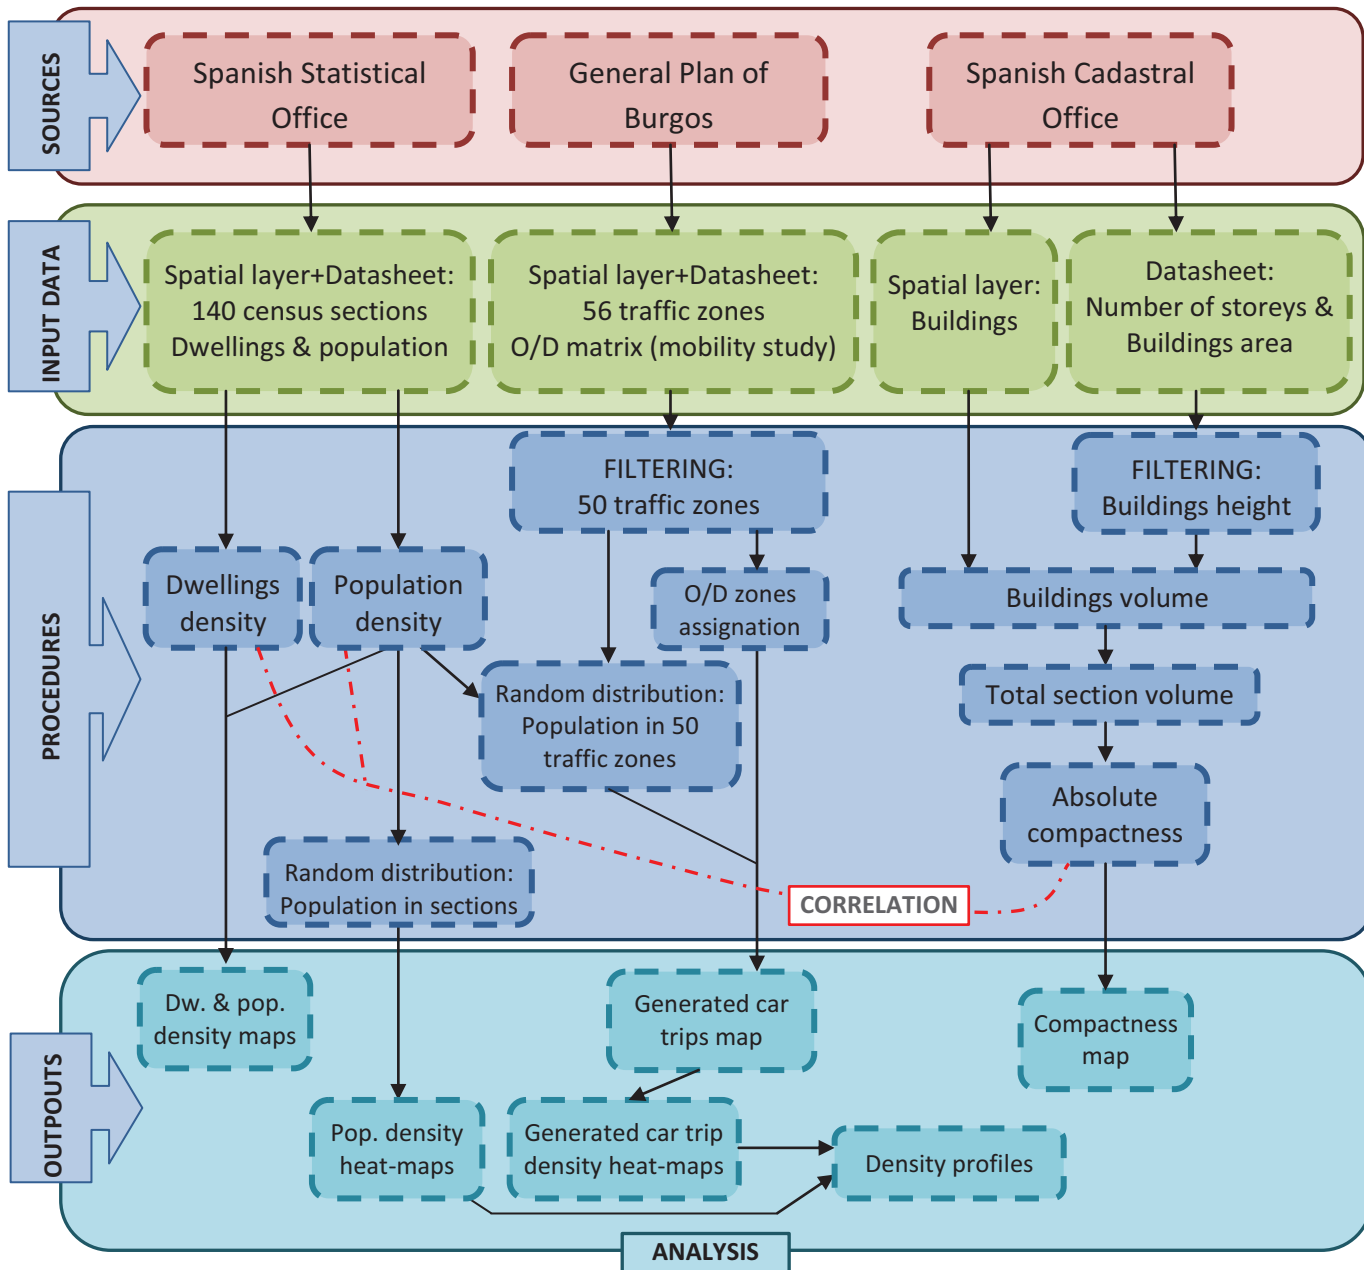 SOURCES
Spanish Statistical
Office
General Plan of
Burgos
Spanish Cadastral
Office
INPUT DATA
Spatial layer+Datasheet:
140 census sections
Dwellings & population
Spatial layer+Datasheet:
56 traffic zones
O/D matrix (mobility study)
Spatial layer:
Buildings
Datasheet:
Number of storeys &
Buildings area
PROCEDURES
FILTERING:
50 traffic zones
FILTERING:
Buildings height
Dwellings
density
Population
density
O/D zones
assignation
Buildings volume
Random distribution:
Population in 50
traffic zones
Total section volume
Absolute
compactness
Random distribution:
Population in sections
CORRELATION
OUTPOUTS
Dw. & pop.
density maps
Generated car
trips map
Compactness
map
Pop. density
heat-maps
Generated car trip
density heat-maps
Density profiles
ANALYSIS